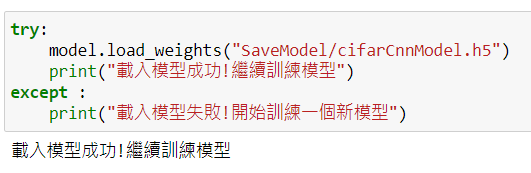 try:
    model.load_weights("SaveModel/cifarCnnModel.h5")
    print("載入模型成功!繼續訓練模型")
except :
    print("載入模型失敗!開始訓練一個新模型")
載入模型成功!繼續訓練模型